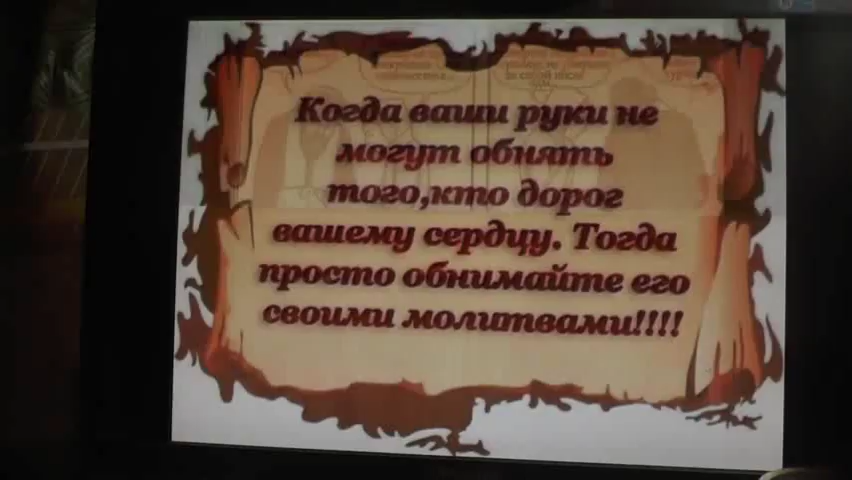 Когда ваши руки не
могут обнять
того,кто дорог
вашему сердцу. Тогда
просто обнимайте его
своими молитвами!!!!